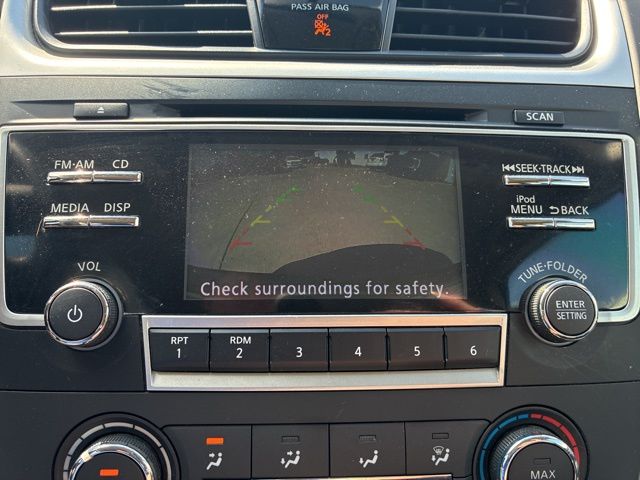 PASS AIR BAG
OFF
2
SCAN
FM·AM CD
SEEK·TRACK
MEDIA DISP
iPod
MENU BACK
VOL
TUNE·FOLDER
Check surroundings for safety.
ENTER
SETTING
RPT
1
RDM
2
3
4
5
6
MAX